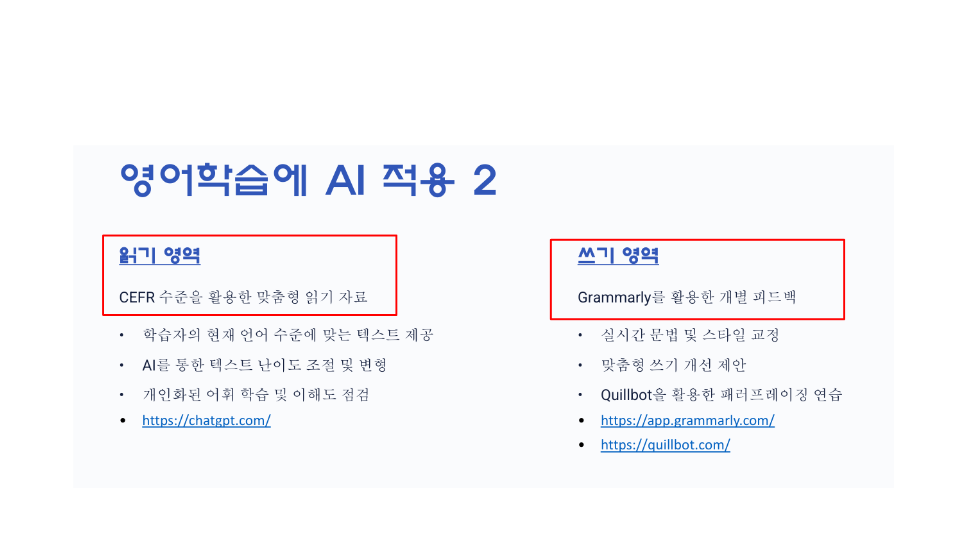 영어학습에 AI 적용 2
읽기 영역
CEFR 수준을 활용한 맞춤형 읽기 자료
• 학습자의 현재 언어 수준에 맞는 텍스트 제공
• AI를 통한 텍스트 난이도 조절 및 변형
• 개인화된 어휘 학습 및 이해도 점검
• https://chatgpt.com/
쓰기 영역
Grammarly를 활용한 개별 피드백
• 실시간 문법 및 스타일 교정
• 맞춤형 쓰기 개선 제안
• Quillbot을 활용한 패러프레이징 연습
• https://app.grammarly.com/
• https://quillbot.com/